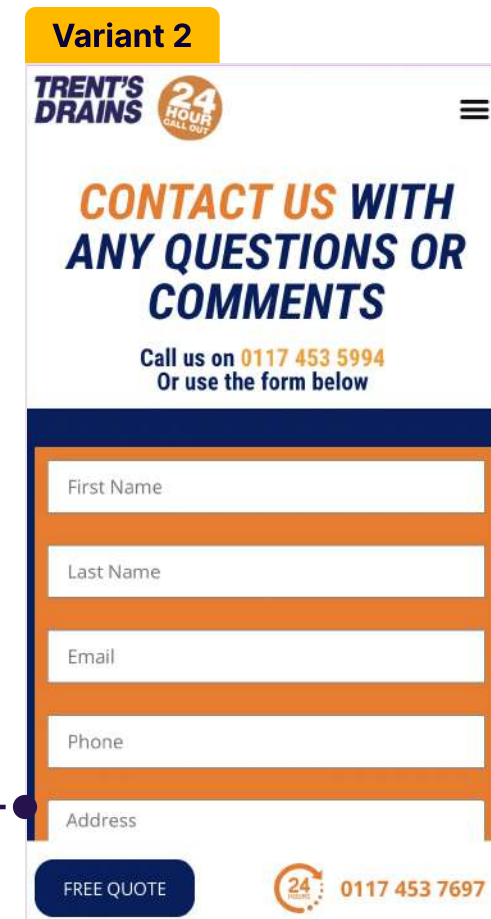 Variant 2
TRENT'S
DRAINS
24
HOUR
CALL OUT
CONTACT US WITH
ANY QUESTIONS OR
COMMENTS
Call us on 0117 453 5994
Or use the form below
First Name
Last Name
Email
Phone
Address
FREE QUOTE
24
HOURS
0117 453 7697